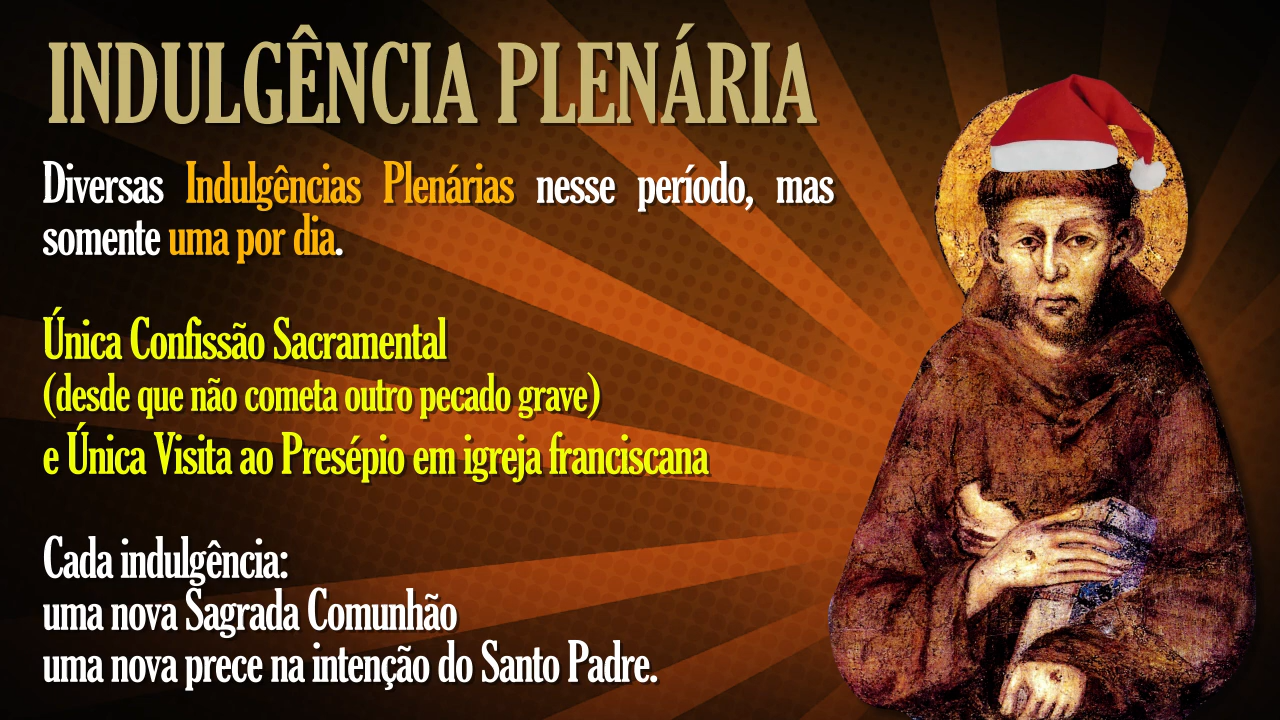 INDULGÊNCIA PLENÁRIA
Diversas Indulgências Plenárias nesse período, mas
somente uma por dia.
Única Confissão Sacramental
(desde que não cometa outro pecado grave)
e Única Visita ao Presépio em igreja franciscana
Cada indulgência:
uma nova Sagrada Comunhão
uma nova prece na intenção do Santo Padre.